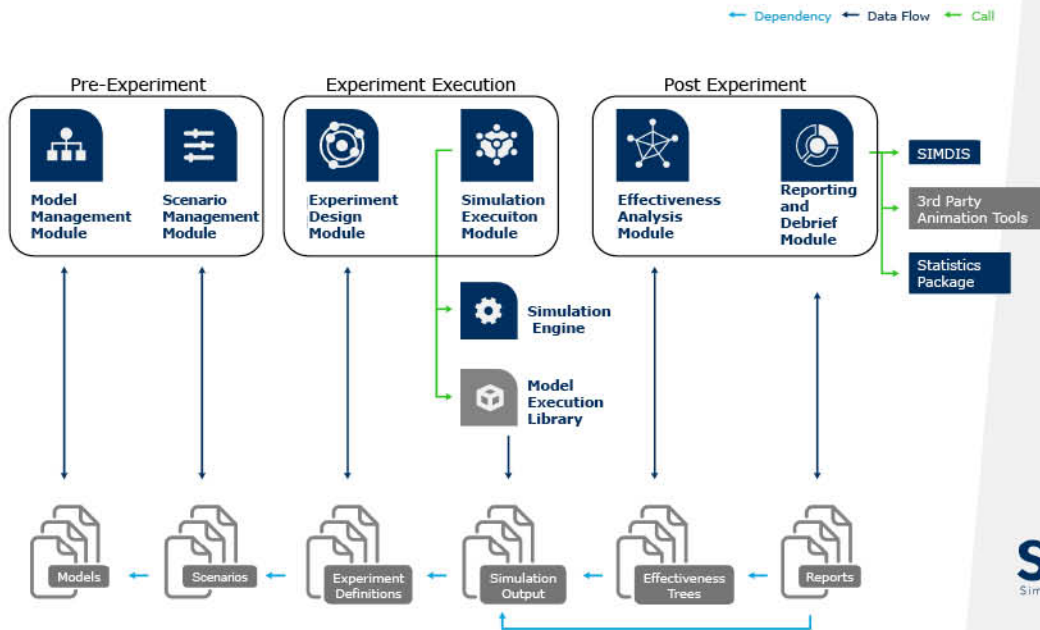 Dependency
Data Flow
Call
Pre-Experiment
Experiment Execution
Post Experiment
Model
Management
Module
Scenario
Management
Module
Experiment
Design
Module
Simulation
Execuiton
Module
Effectiveness
Analysis
Module
Reporting
and
Debrief
Module
SIMDIS
3rd Party
Animation Tools
Statistics
Package
Simulation
Engine
Model
Execution
Library
Models
Scenarios
Experiment
Definitions
Simulation
Output
Effectiveness
Trees
Reports